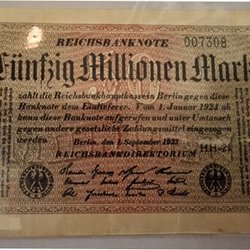 REICHSBANKNOTE 007308
Fünfzig Millionen Mark
zahlt die Reichsbankhauptkasse in Berlin gegen diese
Banknote dem Einlieferer. Vom 1. Januar 1924 ab
kann diese Banknote aufgerufen und unter Umtausch
gegen andere gesetzliche Zahlungsmittel eingezogen
werden
Berlin, den 1. September 1923
HH-21
REICHSBANKDIREKTORIUM